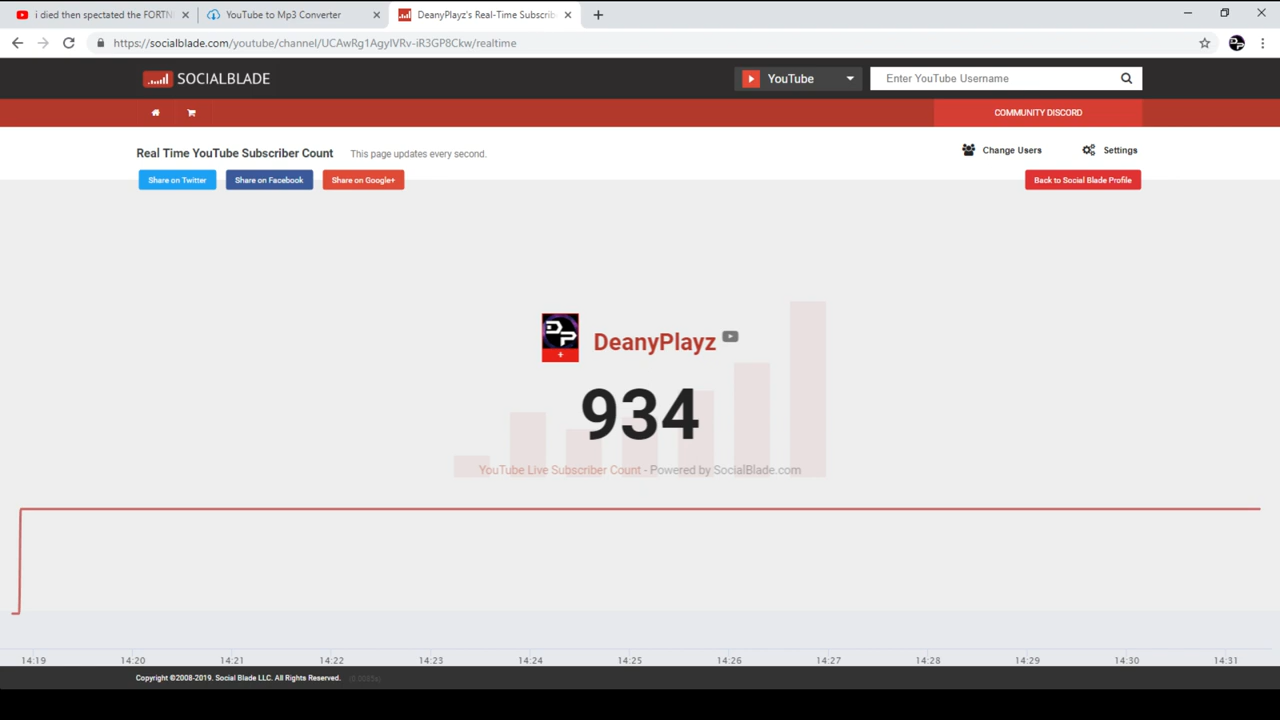 i died then spectated the FORTN
YouTube to Mp3 Converter
DeanyPlayz's Real-Time Subscrib
https://socialblade.com/youtube/channel/UCAwRg1AgyIVRv-iR3GP8Ckw/realtime
DP
SOCIALBLADE
YouTube
Enter YouTube Username
COMMUNITY DISCORD
Real Time YouTube Subscriber Count
This page updates every second.
Change Users
Settings
Share on Twitter
Share on Facebook
Share on Google+
Back to Social Blade Profile
DP
+
DeanyPlayz
934
YouTube Live Subscriber Count - Powered by SocialBlade.com
14:19 14:20 14:21 14:22 14:23 14:24 14:25 14:26 14:27 14:28 14:29 14:30 14:31
Copyright ©2008-2019. Social Blade LLC. All Rights Reserved.